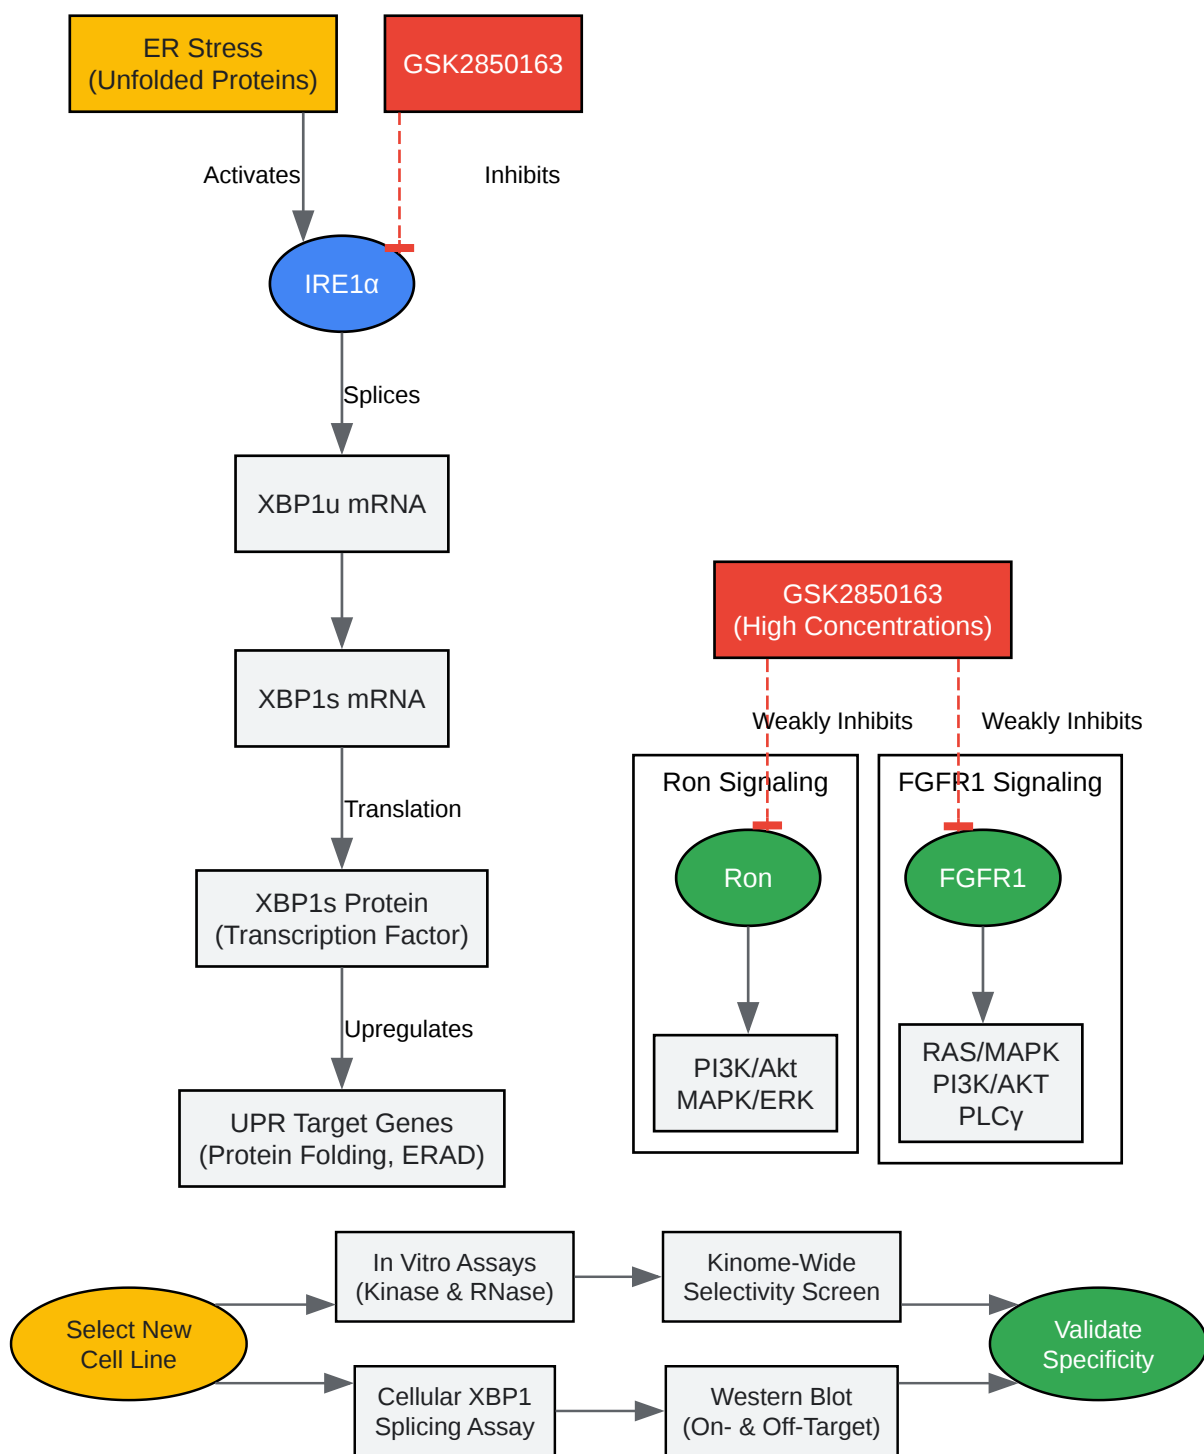 ER Stress
(Unfolded Proteins)
GSK2850163
Activates
Inhibits
IRE1α
Splices
XBP1u mRNA
XBP1s mRNA
Translation
XBP1s Protein
(Transcription Factor)
Upregulates
UPR Target Genes
(Protein Folding, ERAD)
GSK2850163
(High Concentrations)
Weakly Inhibits
Weakly Inhibits
Ron Signaling
Ron
PI3K/Akt
MAPK/ERK
FGFR1 Signaling
FGFR1
RAS/MAPK
PI3K/AKT
PLCγ
Select New
Cell Line
In Vitro Assays
(Kinase & RNase)
Kinome-Wide
Selectivity Screen
Cellular XBP1
Splicing Assay
Western Blot
(On- & Off-Target)
Validate
Specificity